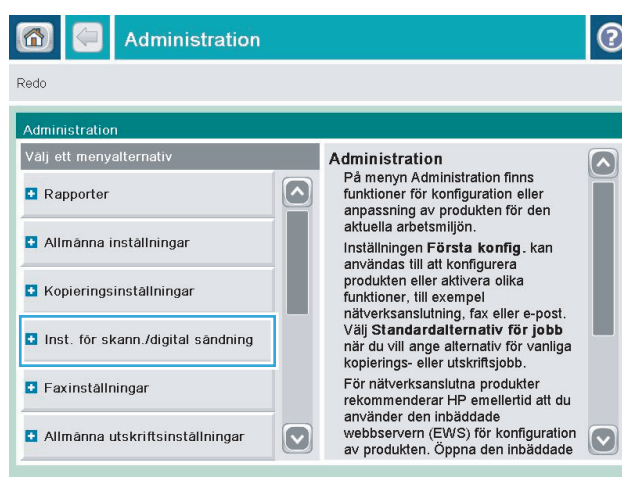 Administration
Redo
Administration
Välj ett menyalternativ
Rapporter
Allmänna inställningar
Kopieringsinställningar
Inst. för skann./digital sändning
Faxinställningar
Allmänna utskriftsinställningar
Administration
På menyn Administration finns
funktioner för konfiguration eller
anpassning av produkten för den
aktuella arbetsmiljön.
Inställningen Första konfig. kan
användas till att konfigurera
produkten eller aktivera olika
funktioner, till exempel
nätverksanslutning, fax eller e-post.
Välj Standardalternativ för jobb
när du vill ange alternativ för vanliga
kopierings- eller utskriftsjobb.
För nätverksanslutna produkter
rekommenderar HP emellertid att du
använder den inbäddade
webbservern (EWS) för konfiguration
av produkten. Öppna den inbäddade